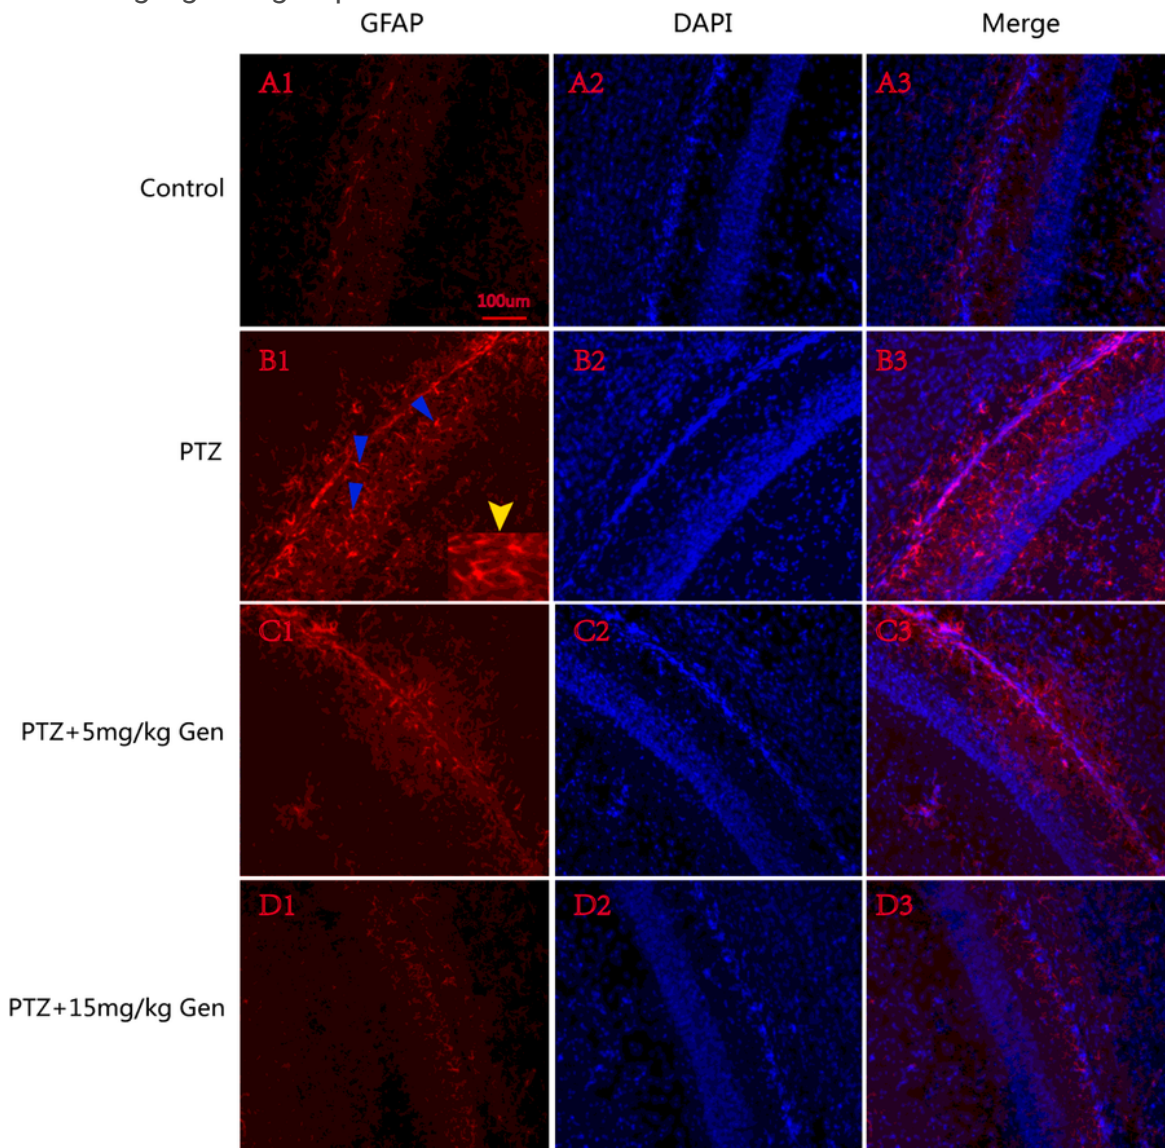 GFAP DAPI Merge
Control
A1 A2 A3
100um
PTZ
B1 B2 B3
PTZ+5mg/kg Gen
C1 C2 C3
PTZ+15mg/kg Gen
D1 D2 D3